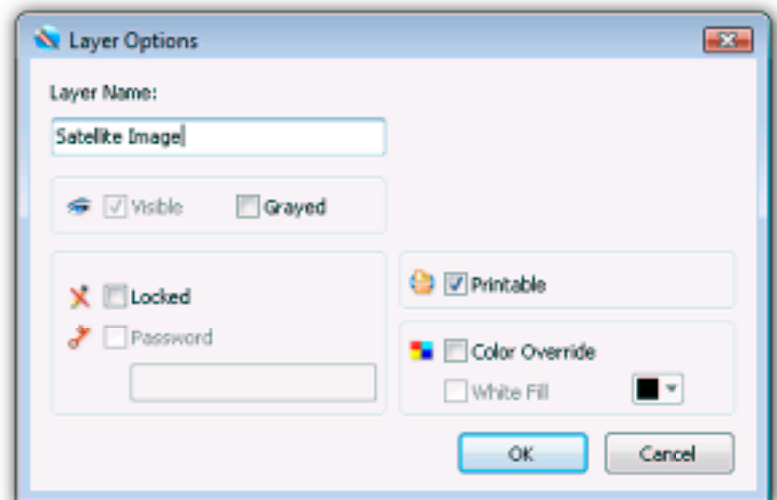 Layer Options
Layer Name:
Satellite Image
Visible
Grayed
Locked
Printable
Password
Color Override
White Fill
OK
Cancel